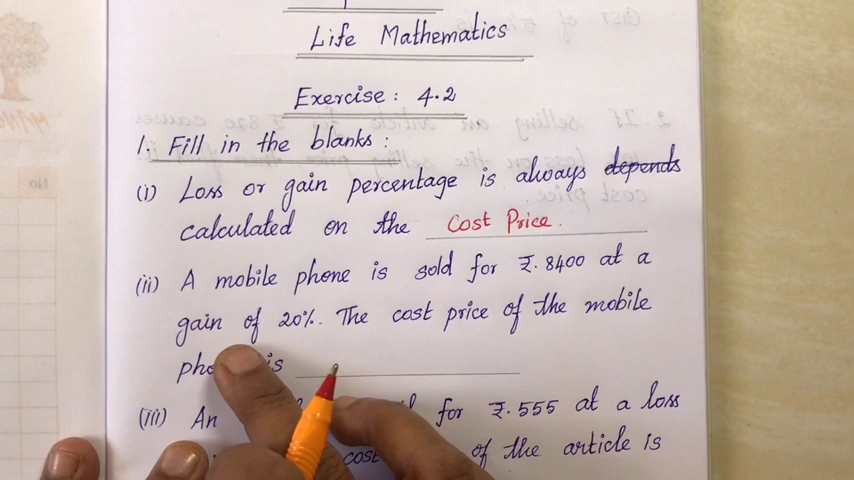 Life Mathematics
Exercise: 4.2
1. Fill in the blanks:
(i) Loss or gain percentage is always depends
calculated on the Cost Price.
(ii) A mobile phone is sold for ₹. 8400 at a
gain of 20%. The cost price of the mobile
is
(iii) An for ₹. 555 at a loss
cost of the article is